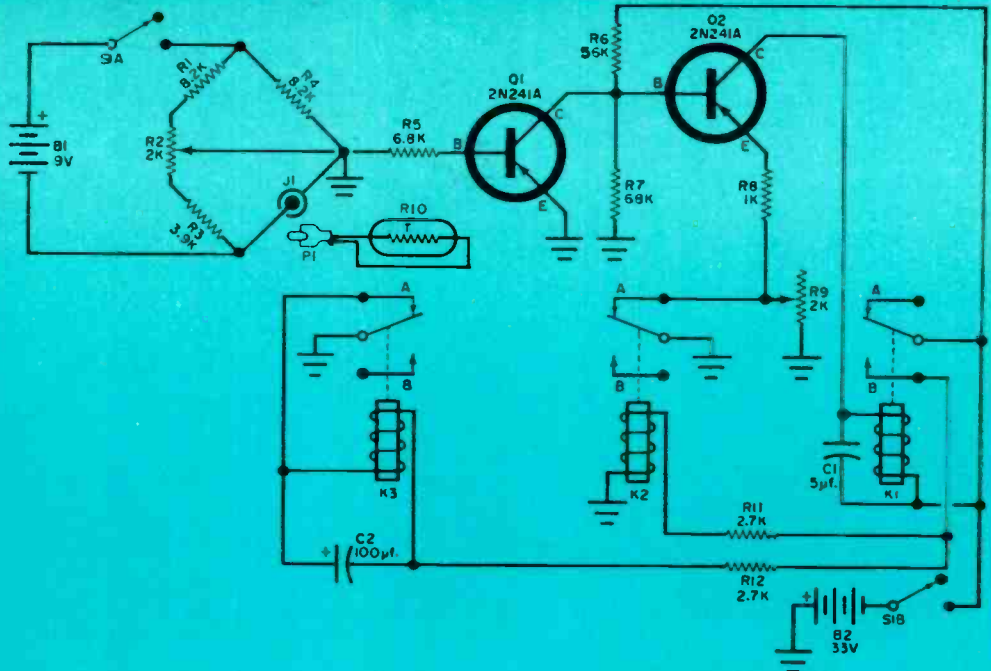 S1A
R1
8.2K
R4
8.2K
+
B1
9V
R2
2K
R3
3.9K
J1
R5
6.8K
P1
R10
T
Q1
2N241A
B
C
E
R6
56K
R7
68K
Q2
2N241A
B
C
E
R8
1K
R9
2K
A
B
K3
A
B
K2
A
B
K1
C1
5µf.
+
C2
100µf.
R11
2.7K
R12
2.7K
+
B2
33V
S1B